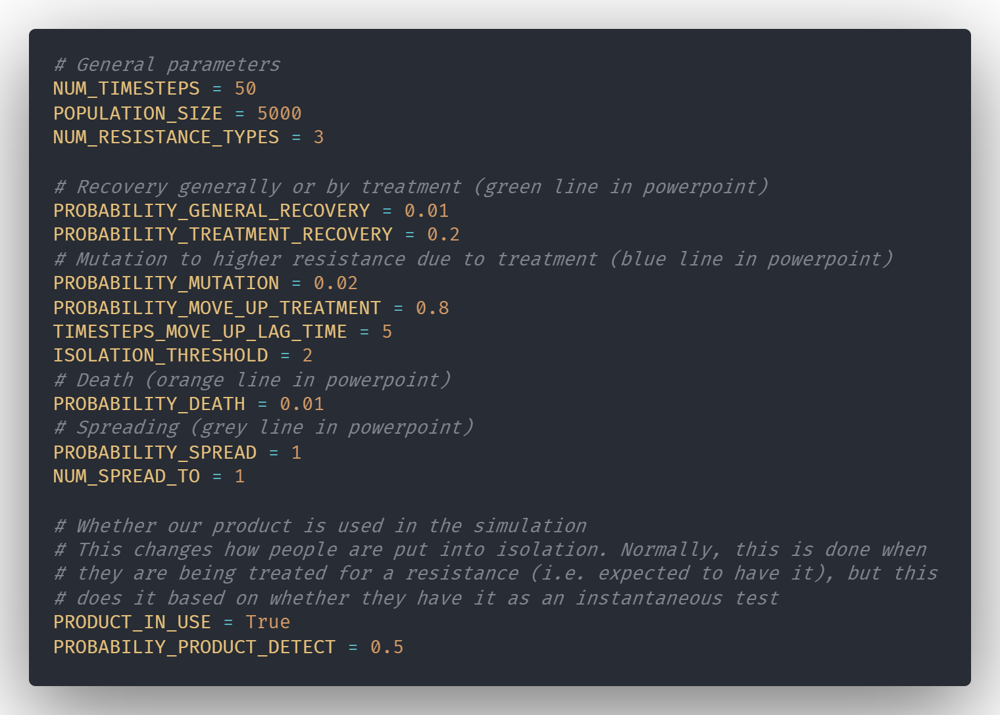 # General parameters
NUM_TIMESTEPS = 50
POPULATION_SIZE = 5000
NUM_RESISTANCE_TYPES = 3
# Recovery generally or by treatment (green line in powerpoint)
PROBABILITY_GENERAL_RECOVERY = 0.01
PROBABILITY_TREATMENT_RECOVERY = 0.2
# Mutation to higher resistance due to treatment (blue line in powerpoint)
PROBABILITY_MUTATION = 0.02
PROBABILITY_MOVE_UP_TREATMENT = 0.8
TIMESTEPS_MOVE_UP_LAG_TIME = 5
ISOLATION_THRESHOLD = 2
# Death (orange line in powerpoint)
PROBABILITY_DEATH = 0.01
# Spreading (grey line in powerpoint)
PROBABILITY_SPREAD = 1
NUM_SPREAD_TO = 1
# Whether our product is used in the simulation
# This changes how people are put into isolation. Normally, this is done when
# they are being treated for a resistance (i.e. expected to have it), but this
# does it based on whether they have it as an instantaneous test
PRODUCT_IN_USE = True
PROBABILIY_PRODUCT_DETECT = 0.5